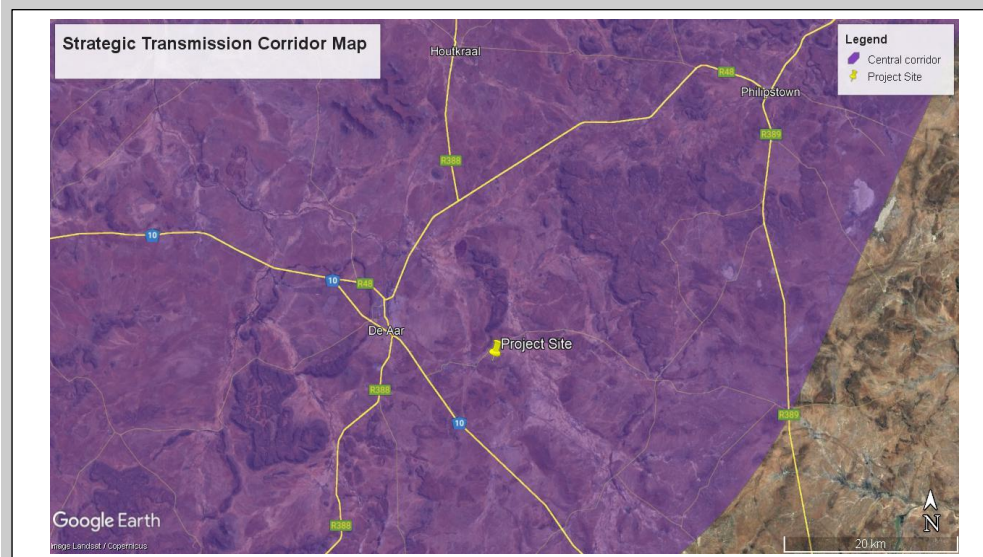 Strategic Transmission Corridor Map
Legend
Central corridor
Project Site
Houtkraal
R48
Philipstown
R389
R388
10
10
R48
De Aar
Project Site
R388
10
R389
R388
Google Earth
Image Landsat / Copernicus
N
20 km